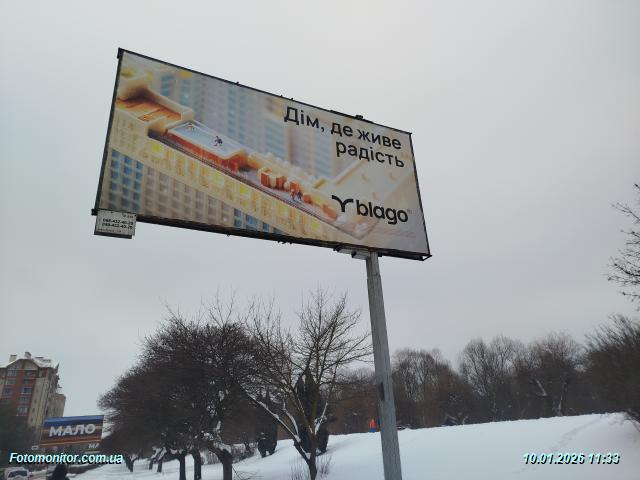 Дім, де живе
радість
blago
МАЛО
Fotomonitor.com.ua
10.01.2026 11:33